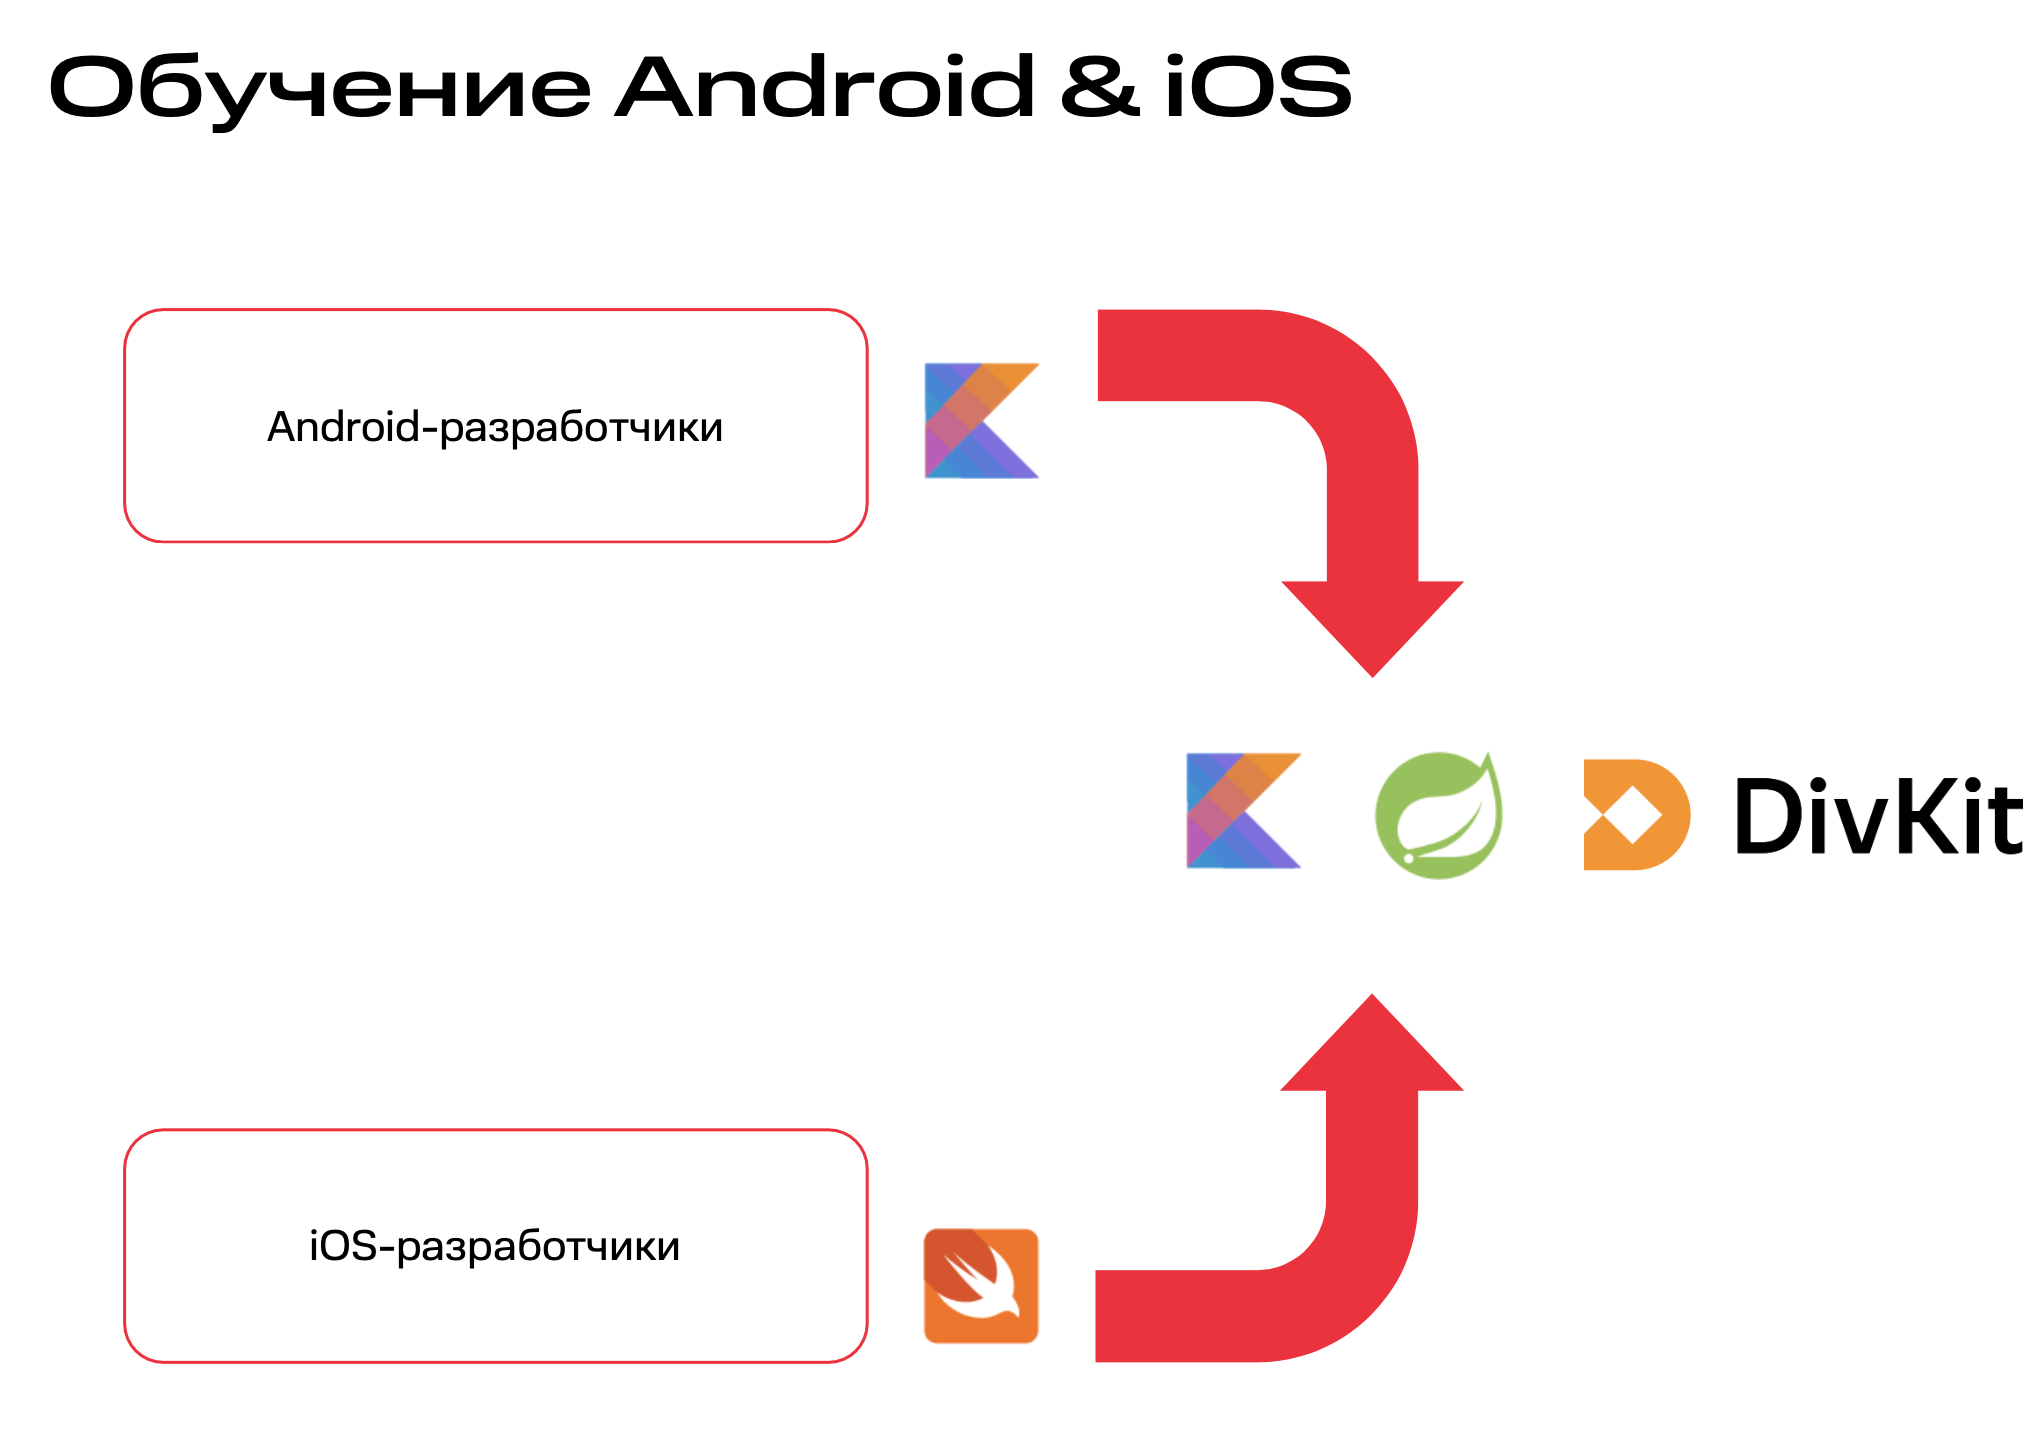 Обучение Android & iOS
Android-разработчики
DivKit
iOS-разработчики